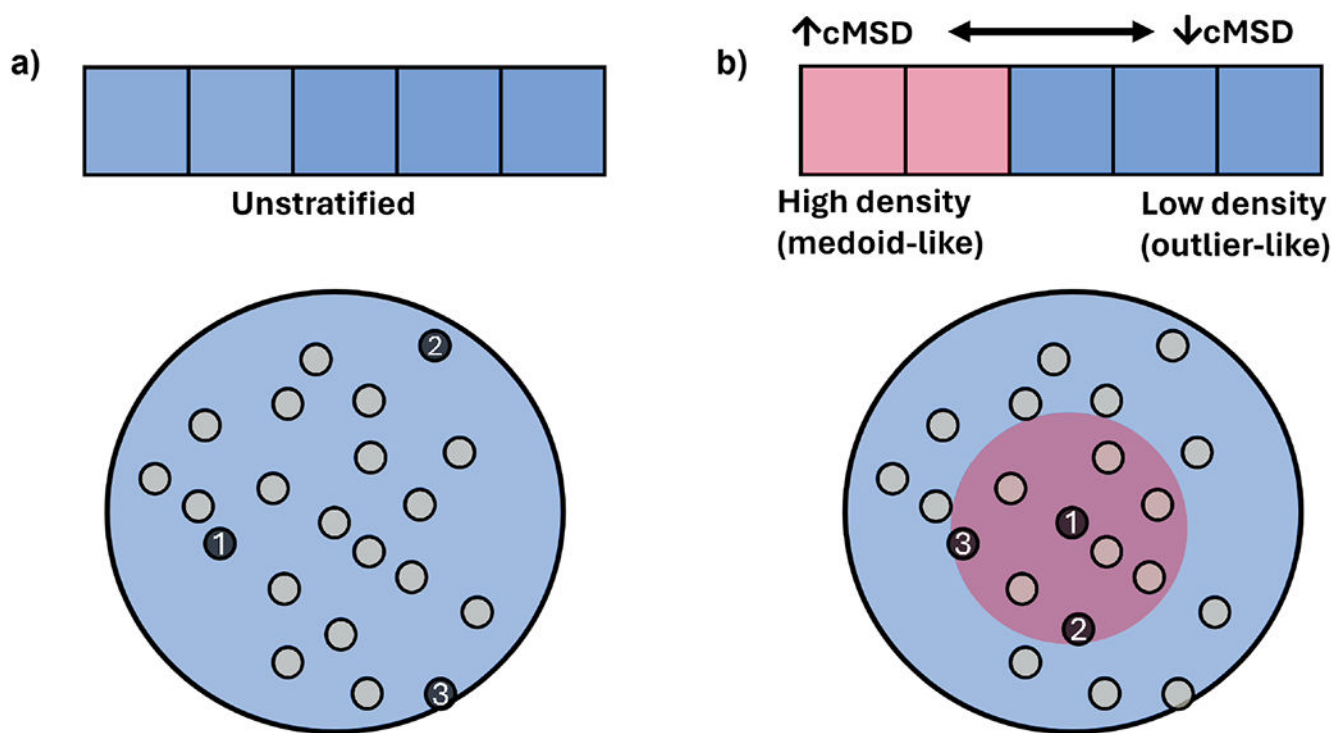 a)
Unstratified
2
1
3
b)
↑cMSD ↓cMSD
High density
(medoid-like)
Low density
(outlier-like)
1
3
2